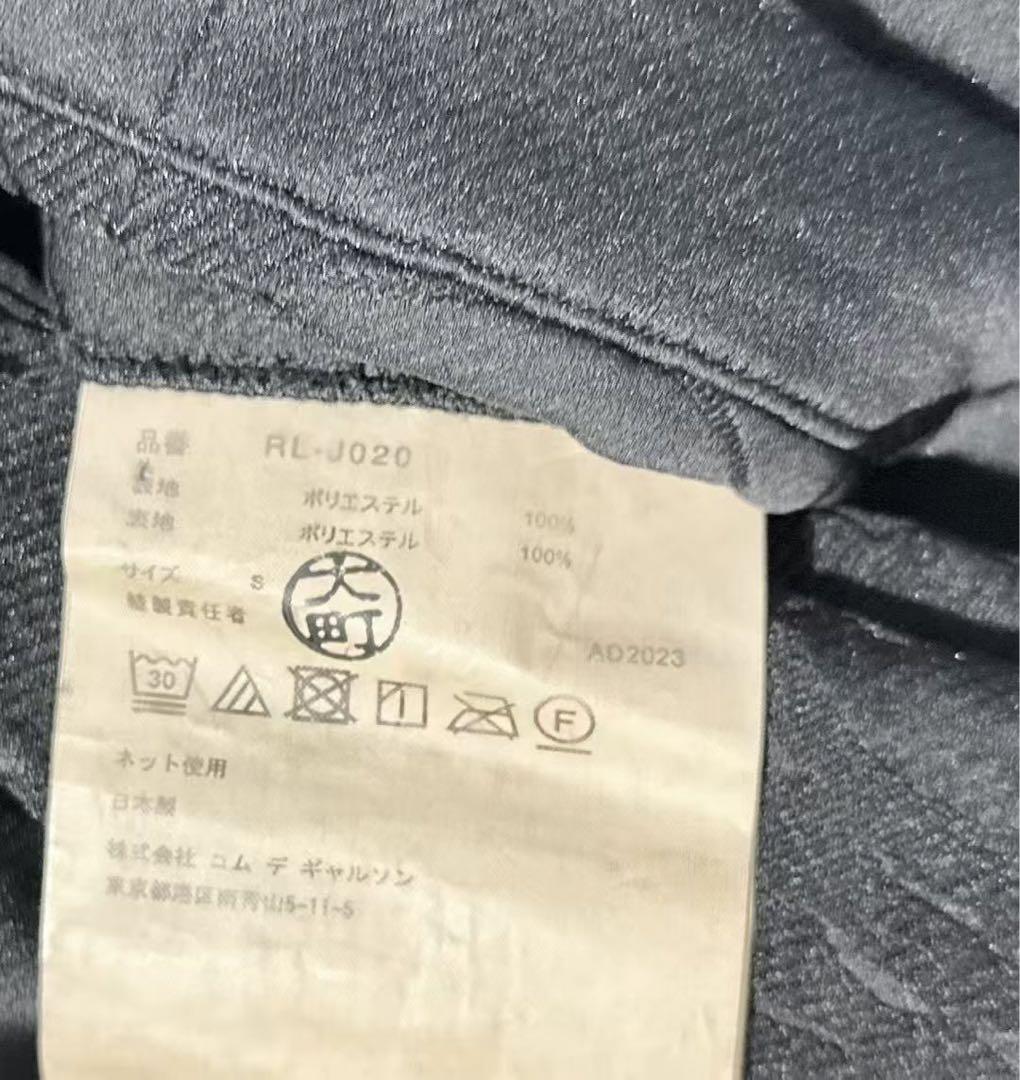 品番 RL-J020
表地 ポリエステル 100%
裏地 ポリエステル 100%
サイズ S
縫製責任者 大町
AD2023
30
F
ネット使用
日本製
株式会社 コム デ ギャルソン
東京都港区南青山5-11-5